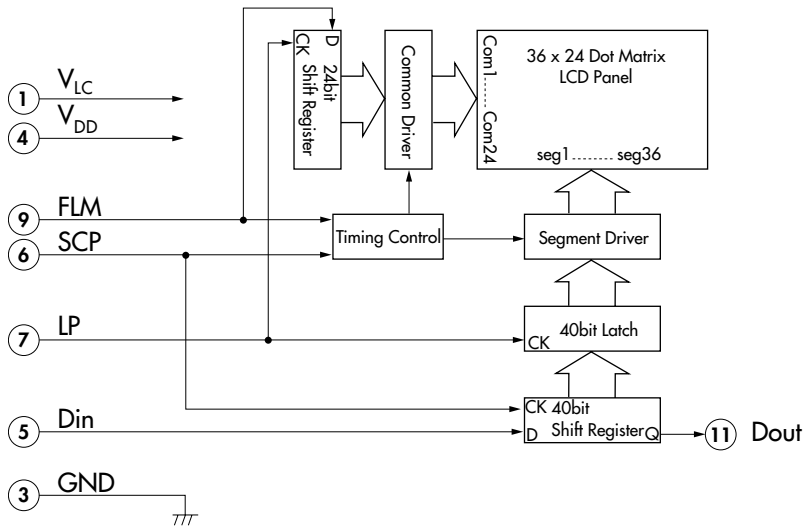 D
CK
24bit
Shift Register
Common Driver
Com1...... Com24
36 x 24 Dot Matrix
LCD Panel
seg1........ seg36
1 VLC
4 VDD
9 FLM
Timing Control
Segment Driver
6 SCP
7 LP
40bit Latch
CK
CK 40bit
D Shift Register Q
5 Din
11 Dout
3 GND